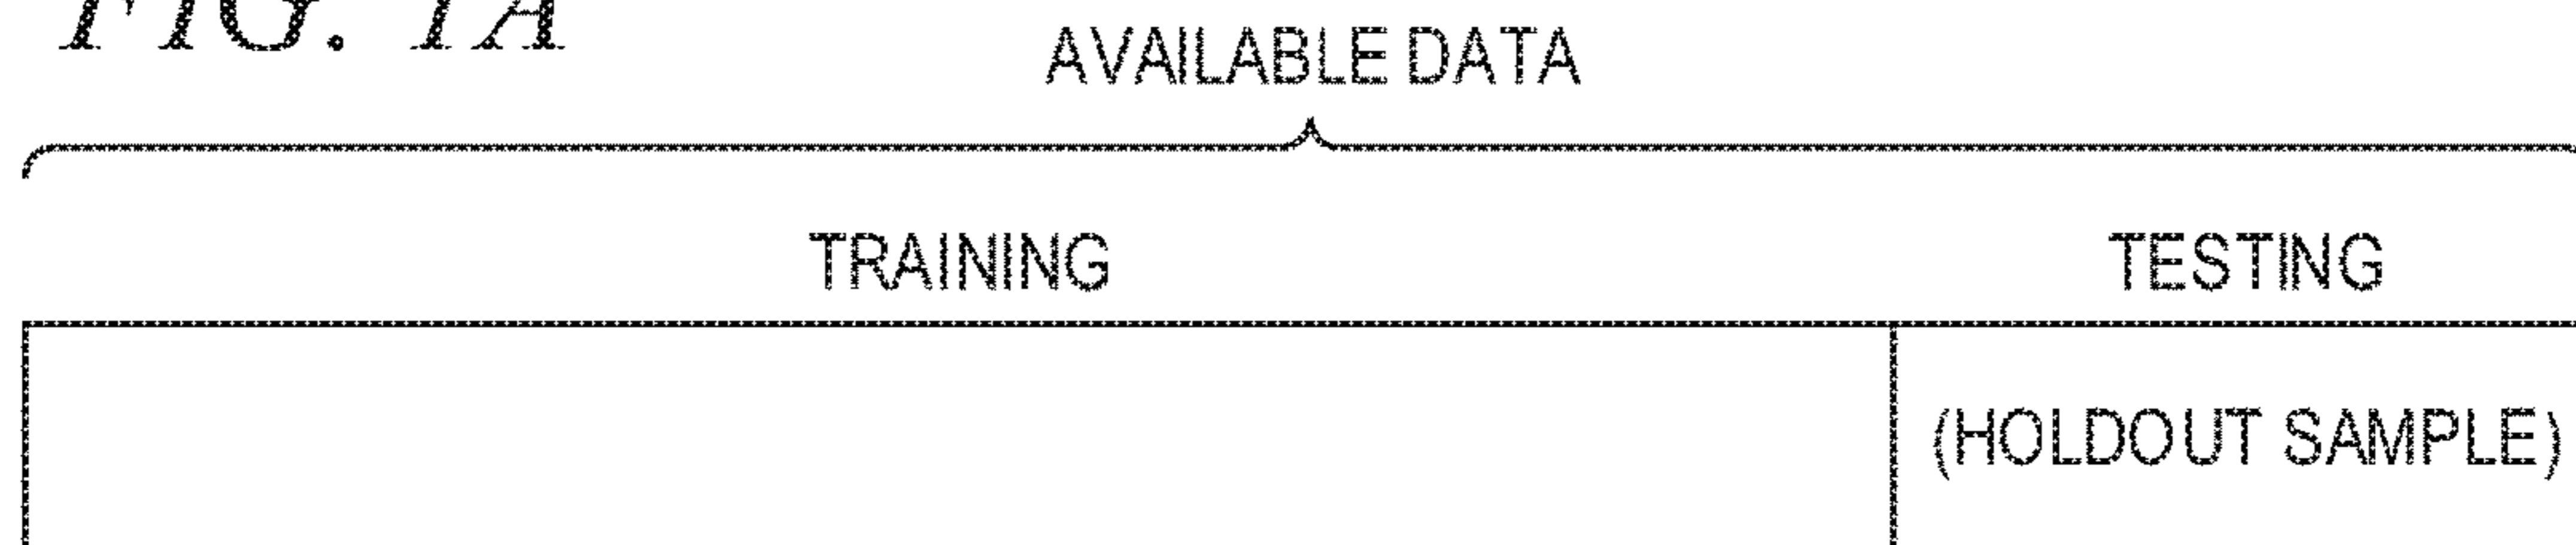 FIG. 1A
AVAILABLE DATA
TRAINING
TESTING
(HOLDOUT SAMPLE)